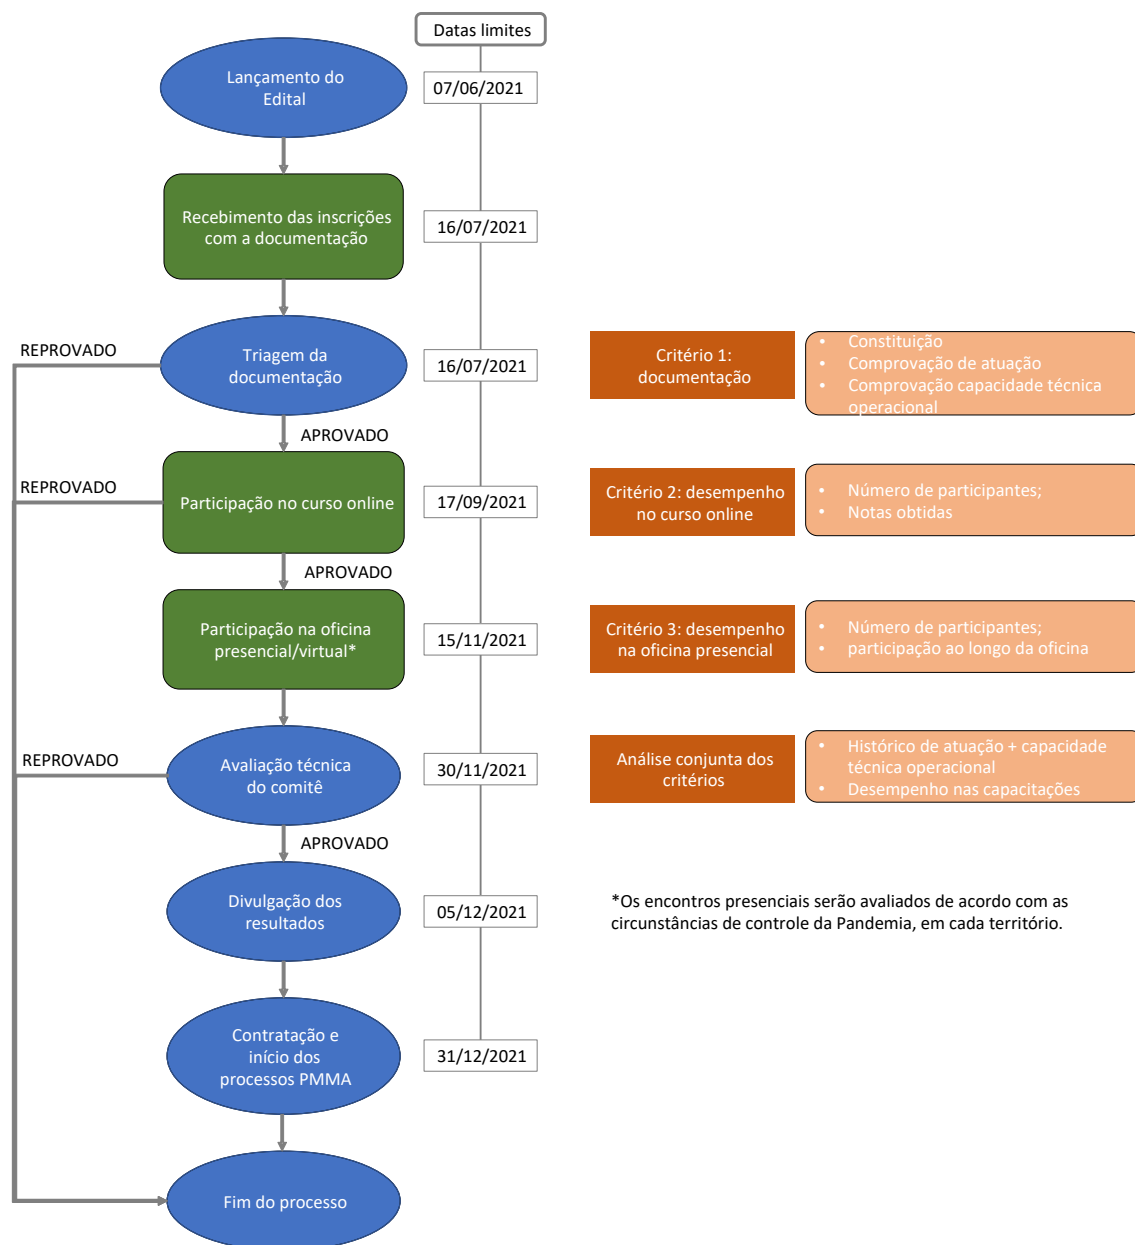 Datas limites
Lançamento do
Edital
07/06/2021
Recebimento das inscrições
com a documentação
16/07/2021
REPROVADO
Triagem da
documentação
16/07/2021
Critério 1:
documentação
• Constituição
• Comprovação de atuação
• Comprovação capacidade técnica
operacional
APROVADO
REPROVADO
Participação no curso online
17/09/2021
Critério 2: desempenho
no curso online
• Número de participantes;
• Notas obtidas
APROVADO
Participação na oficina
presencial/virtual*
15/11/2021
Critério 3: desempenho
na oficina presencial
• Número de participantes;
• participação ao longo da oficina
REPROVADO
Avaliação técnica
do comitê
30/11/2021
Análise conjunta dos
critérios
• Histórico de atuação + capacidade
técnica operacional
• Desempenho nas capacitações
APROVADO
Divulgação dos
resultados
05/12/2021
*Os encontros presenciais serão avaliados de acordo com as
circunstâncias de controle da Pandemia, em cada território.
Contratação e
início dos
processos PMMA
31/12/2021
Fim do processo